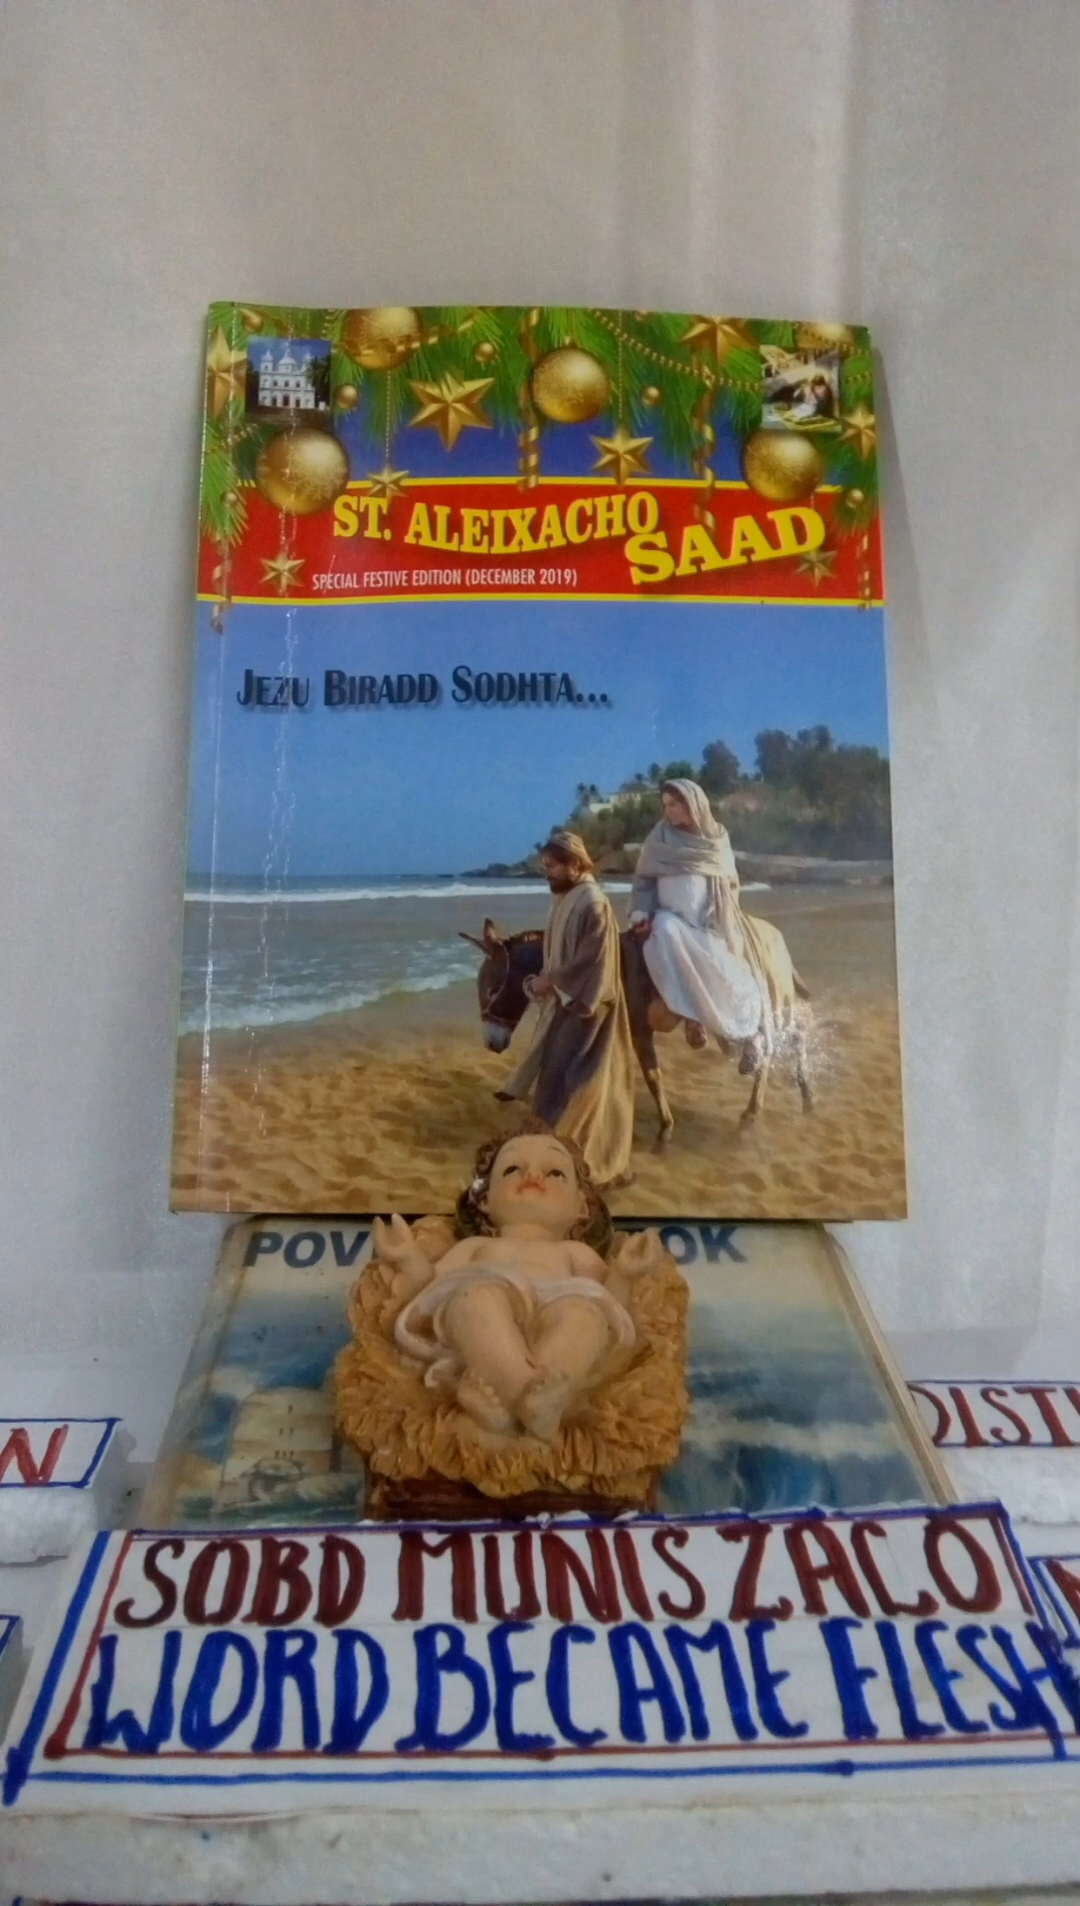 ST. ALEIXACHO
SAAD
SPECIAL FESTIVE EDITION (DECEMBER 2019)
JEZU BIRADD SODHTA...
SOBD MUNIS ZALO
WORD BECAME FLESH